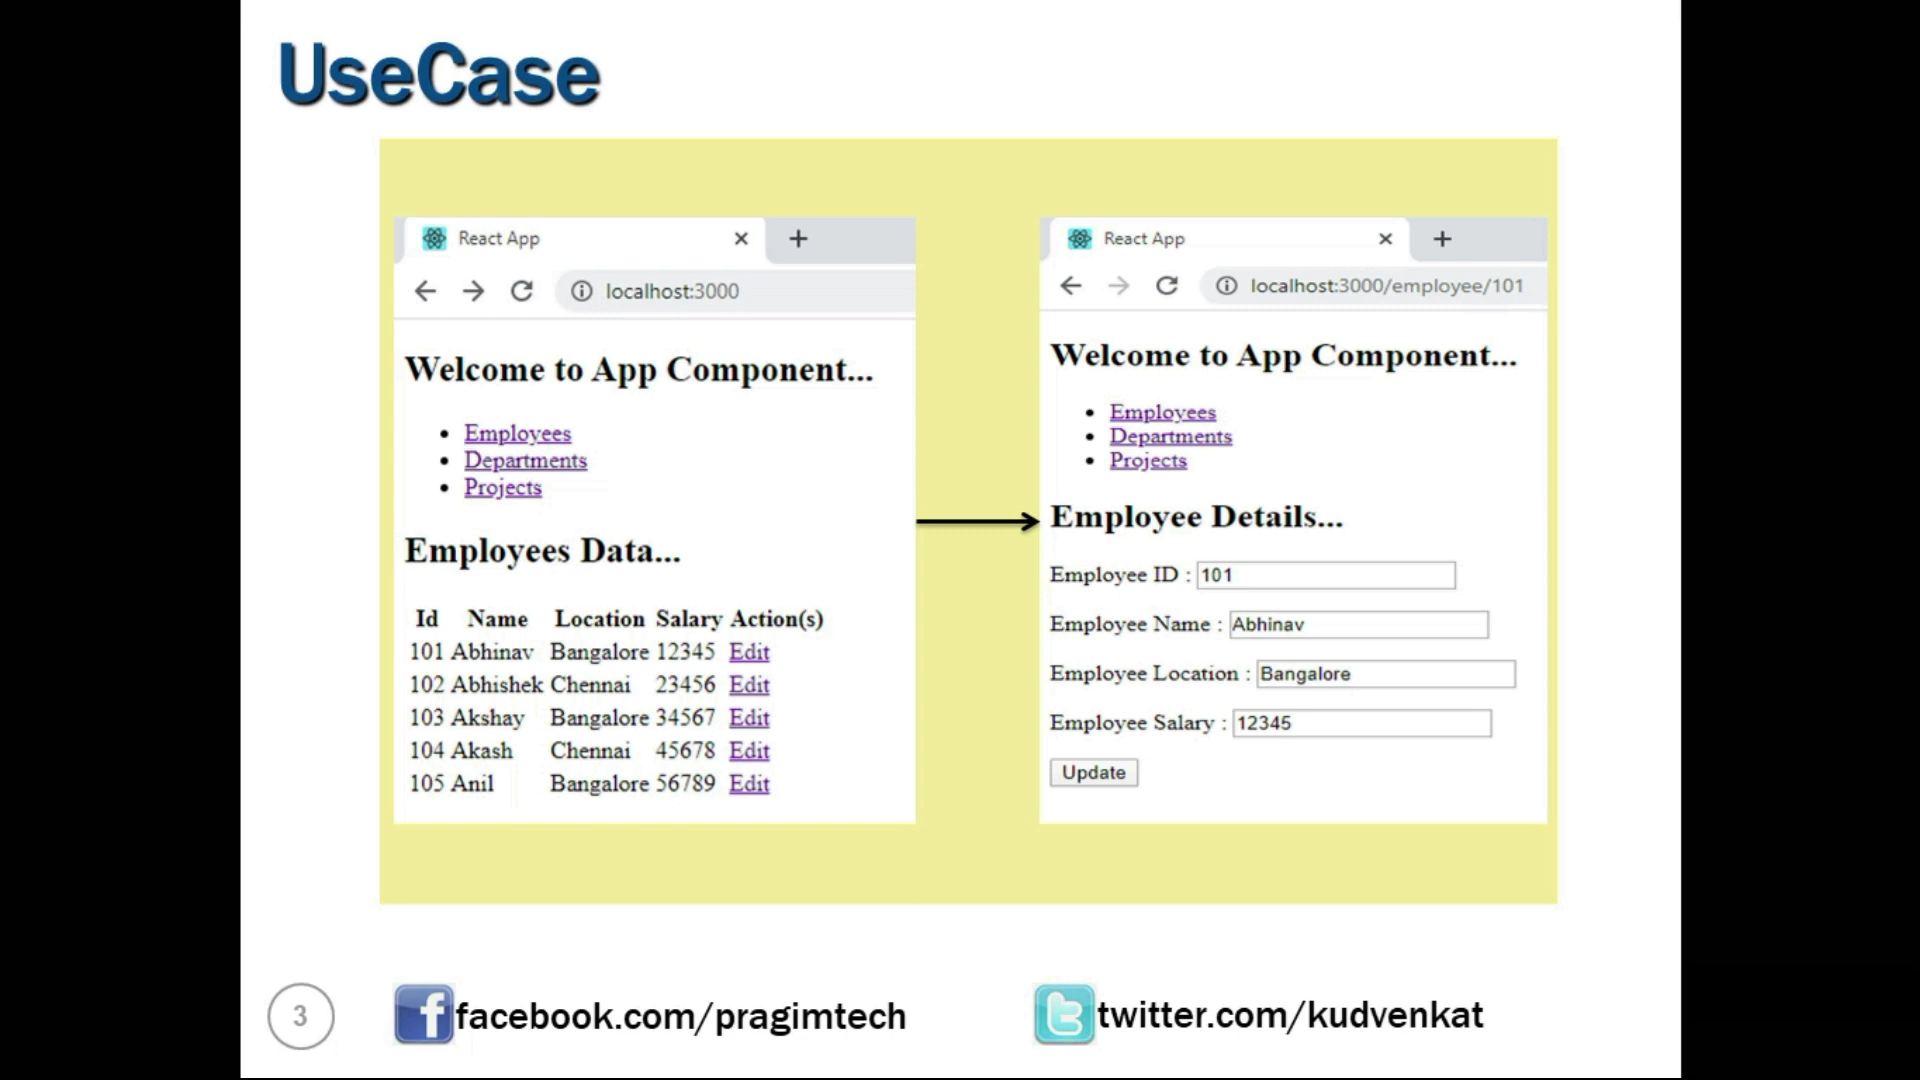 UseCase
React App
localhost:3000
Welcome to App Component...
Employees
Departments
Projects
Employees Data...
Id Name Location Salary Action(s)
101 Abhinav Bangalore 12345 Edit
102 Abhishek Chennai 23456 Edit
103 Akshay Bangalore 34567 Edit
104 Akash Chennai 45678 Edit
105 Anil Bangalore 56789 Edit
React App
localhost:3000/employee/101
Welcome to App Component...
Employees
Departments
Projects
Employee Details...
Employee ID : 101
Employee Name : Abhinav
Employee Location : Bangalore
Employee Salary : 12345
Update
3
facebook.com/pragimtech
twitter.com/kudvenkat